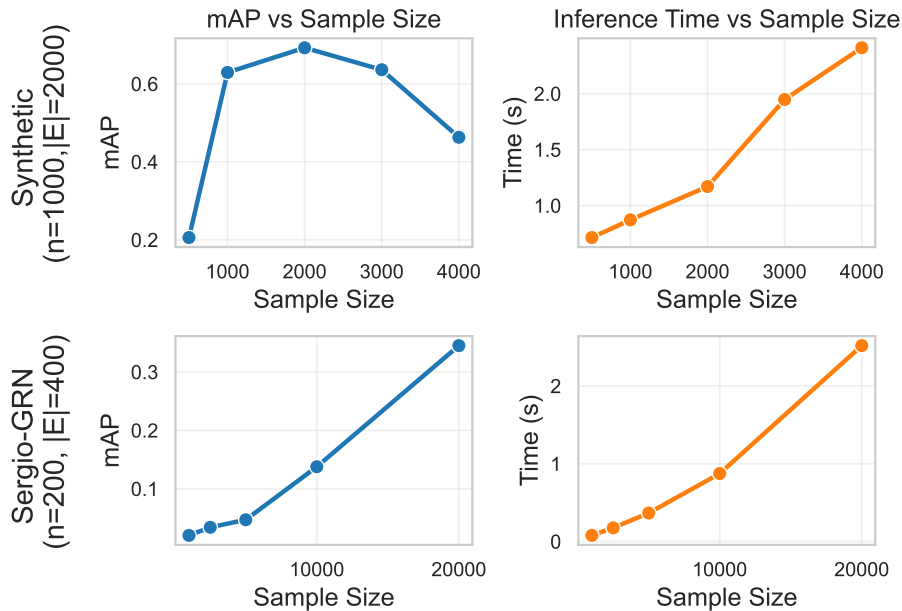 mAP vs Sample Size
Inference Time vs Sample Size
Synthetic
(n=1000,|E|=2000)
mAP
0.6
0.4
0.2
1000 2000 3000 4000
Sample Size
Time (s)
2.0
1.5
1.0
1000 2000 3000 4000
Sample Size
Sergio-GRN
(n=200, |E|=400)
mAP
0.3
0.2
0.1
10000 20000
Sample Size
Time (s)
2
1
0
10000 20000
Sample Size